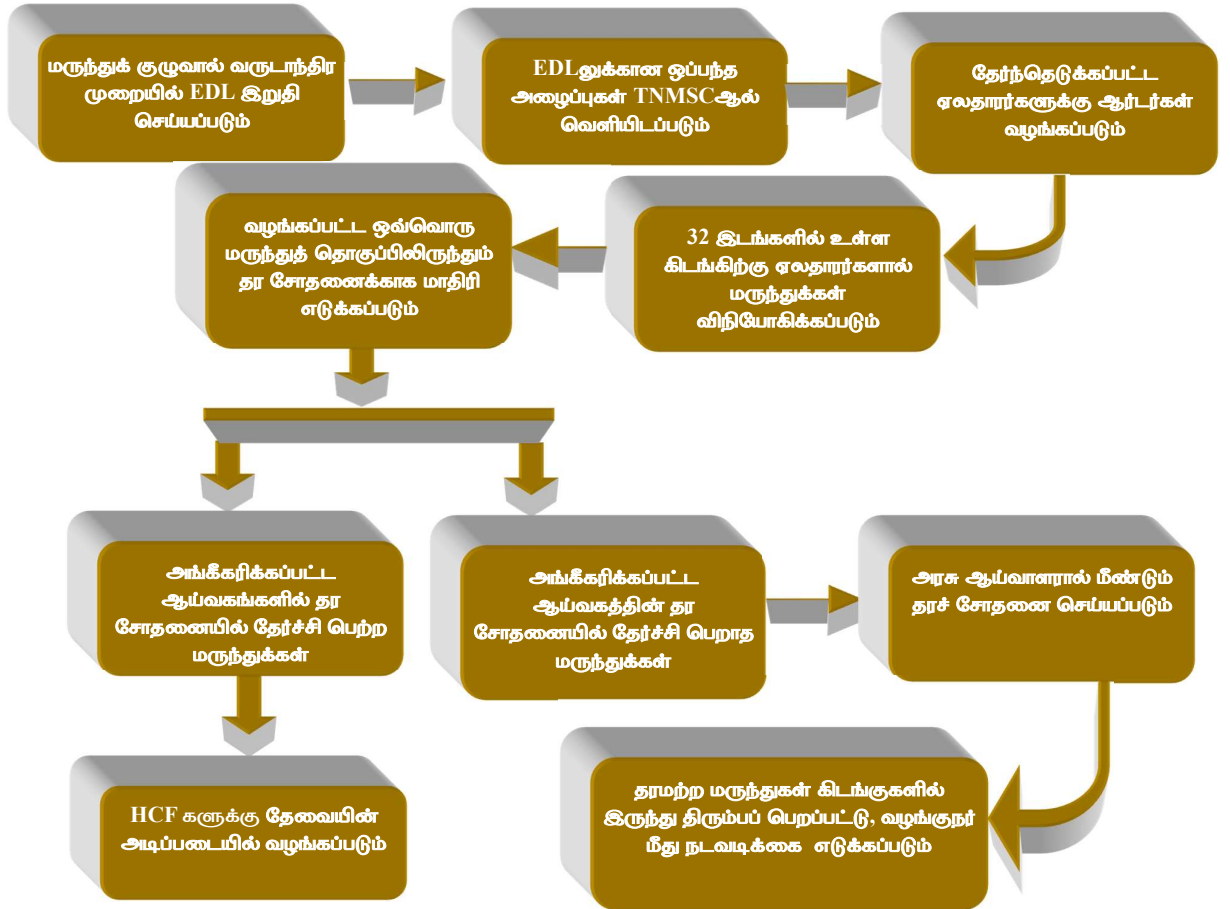 மருந்துக் குழுவால் வருடாந்திர
முறையில் EDL இறுதி
செய்யப்படும்
EDLலுக்கான ஒப்பந்த
அழைப்புகள் TNMSCஆல்
வெளியிடப்படும்
தேர்ந்தெடுக்கப்பட்ட
ஏலதாரர்களுக்கு ஆர்டர்கள்
வழங்கப்படும்
32 இடங்களில் உள்ள
கிடங்கிற்கு ஏலதாரர்களால்
மருந்துக்கள்
விநியோகிக்கப்படும்
வழங்கப்பட்ட ஒவ்வொரு
மருந்துத் தொகுப்பிலிருந்தும்
தர சோதனைக்காக மாதிரி
எடுக்கப்படும்
அங்கீகரிக்கப்பட்ட
ஆய்வகங்களில் தர
சோதனையில் தேர்ச்சி பெற்ற
மருந்துக்கள்
அங்கீகரிக்கப்பட்ட
ஆய்வகத்தின் தர
சோதனையில் தேர்ச்சி பெறாத
மருந்துக்கள்
அரசு ஆய்வாளரால் மீண்டும்
தரச் சோதனை செய்யப்படும்
HCF களுக்கு தேவையின்
அடிப்படையில் வழங்கப்படும்
தரமற்ற மருந்துகள் கிடங்குகளில்
இருந்து திரும்பப் பெறப்பட்டு, வழங்குநர்
மீது நடவடிக்கை எடுக்கப்படும்